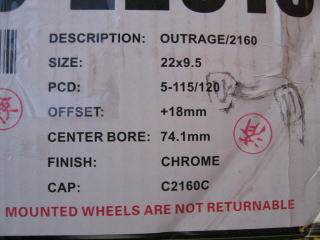 DESCRIPTION: OUTRAGE/2160
SIZE: 22x9.5
PCD: 5-115/120
OFFSET: +18mm
CENTER BORE: 74.1mm
FINISH: CHROME
CAP: C2160C
MOUNTED WHEELS ARE NOT RETURNABLE